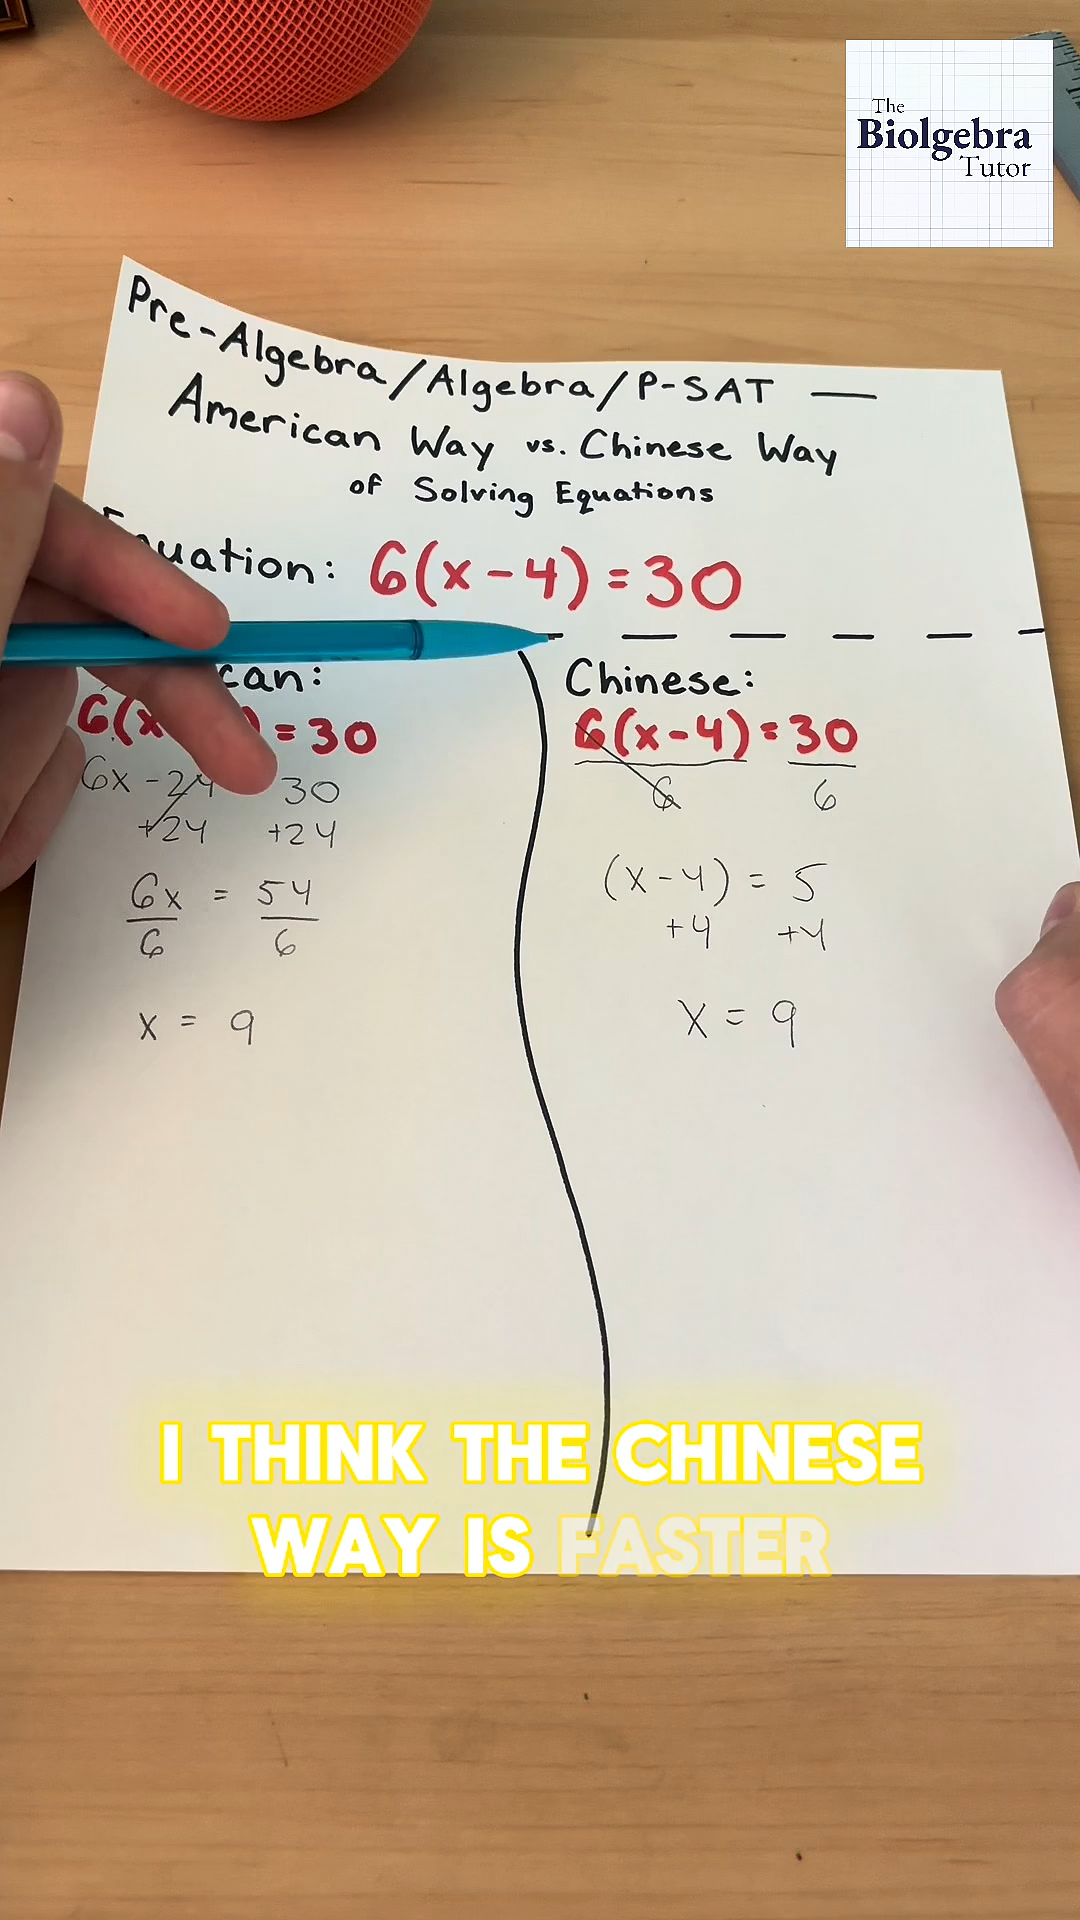 The
Biolgebra
Tutor
Pre-Algebra/Algebra/P-SAT —
American Way vs. Chinese Way
of Solving Equations
uation: 6(x-4)=30
can:
6(x )=30
6x -24 30
+24 +24
6x = 54
6 6
x = 9
Chinese:
6(x-4)=30
6 6
(x-4) = 5
+4 +4
x = 9
I THINK THE CHINESE
WAY IS FASTER